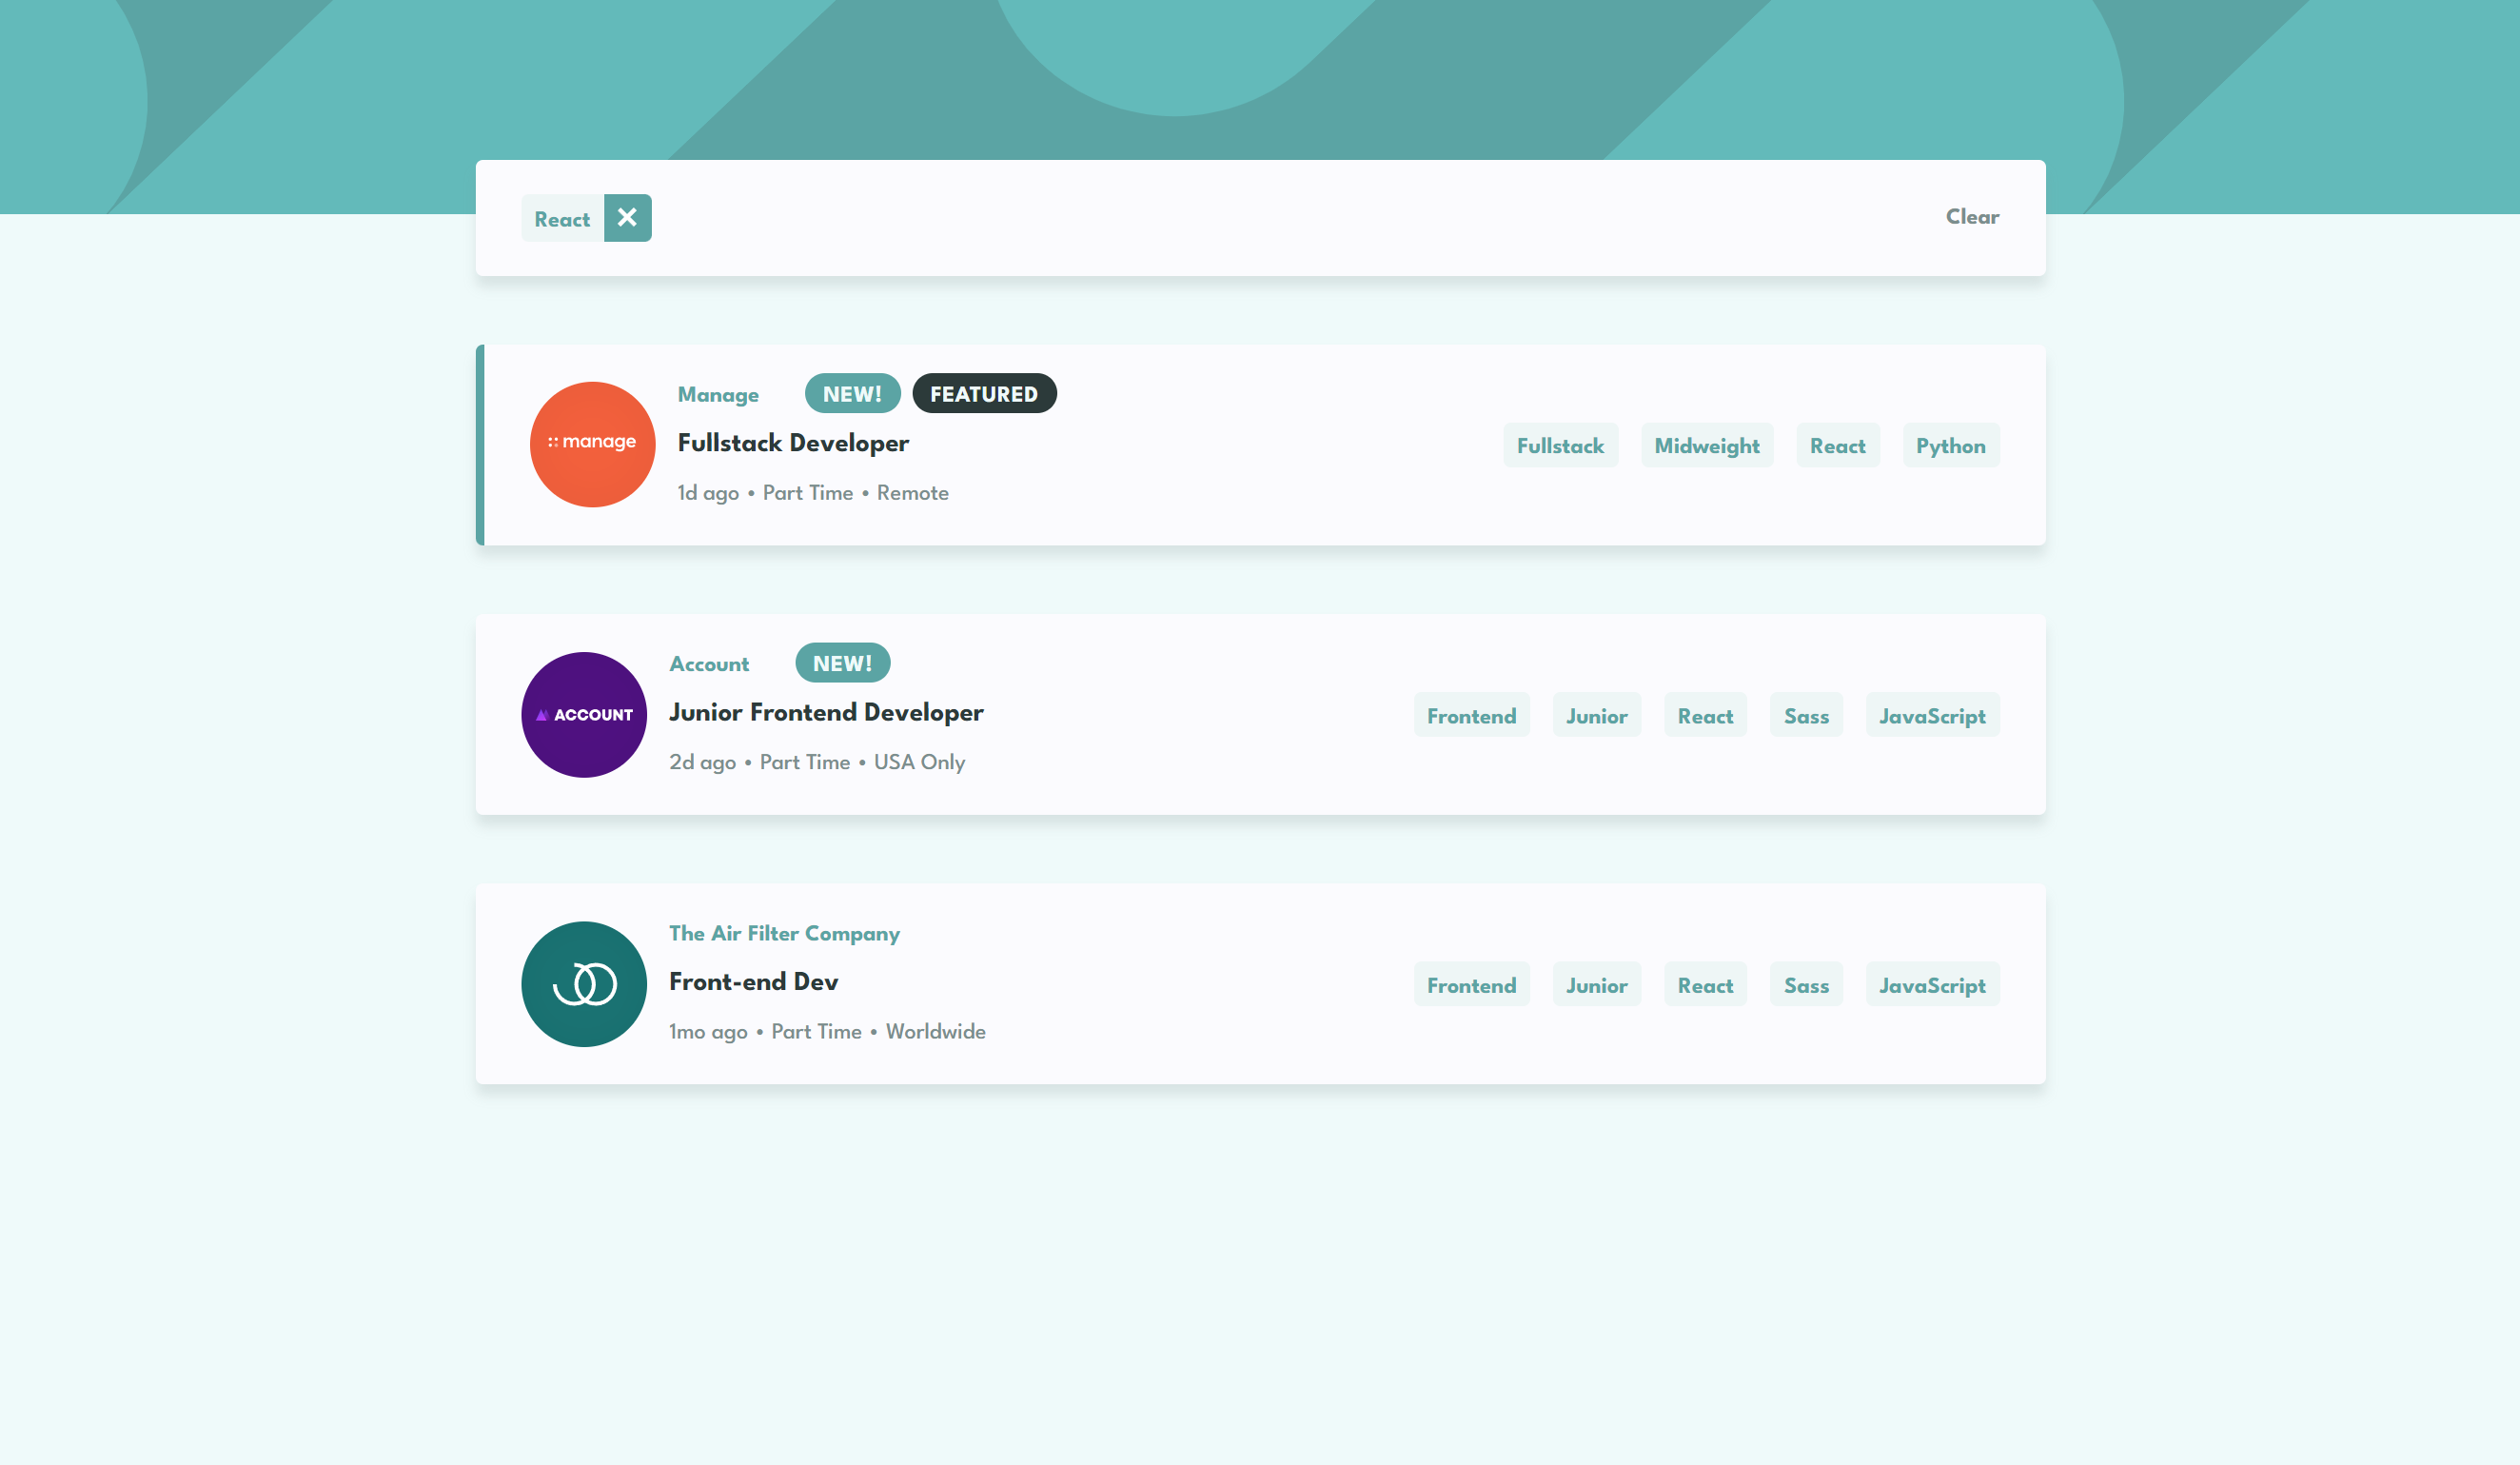 React
Clear
Manage NEW! FEATURED
manage
Fullstack Developer
1d ago • Part Time • Remote
Fullstack Midweight React Python
Account NEW!
ACCOUNT
Junior Frontend Developer
2d ago • Part Time • USA Only
Frontend Junior React Sass JavaScript
The Air Filter Company
Front-end Dev
1mo ago • Part Time • Worldwide
Frontend Junior React Sass JavaScript